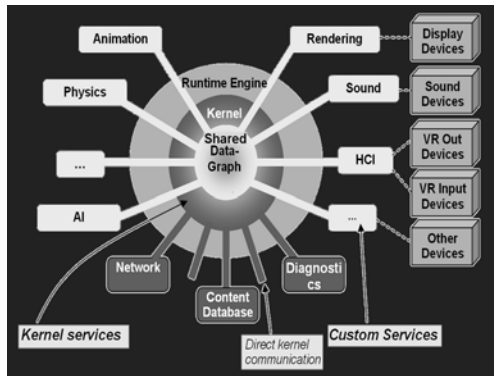 Animation
Rendering
Display
Devices
Runtime Engine
Physics
Kernel
Sound
Sound
Devices
Shared
Data-
Graph
...
HCI
VR Out
Devices
VR Input
Devices
AI
...
Other
Devices
Network
Diagnosti
cs
Content
Database
Kernel services
Direct kernel
communication
Custom Services